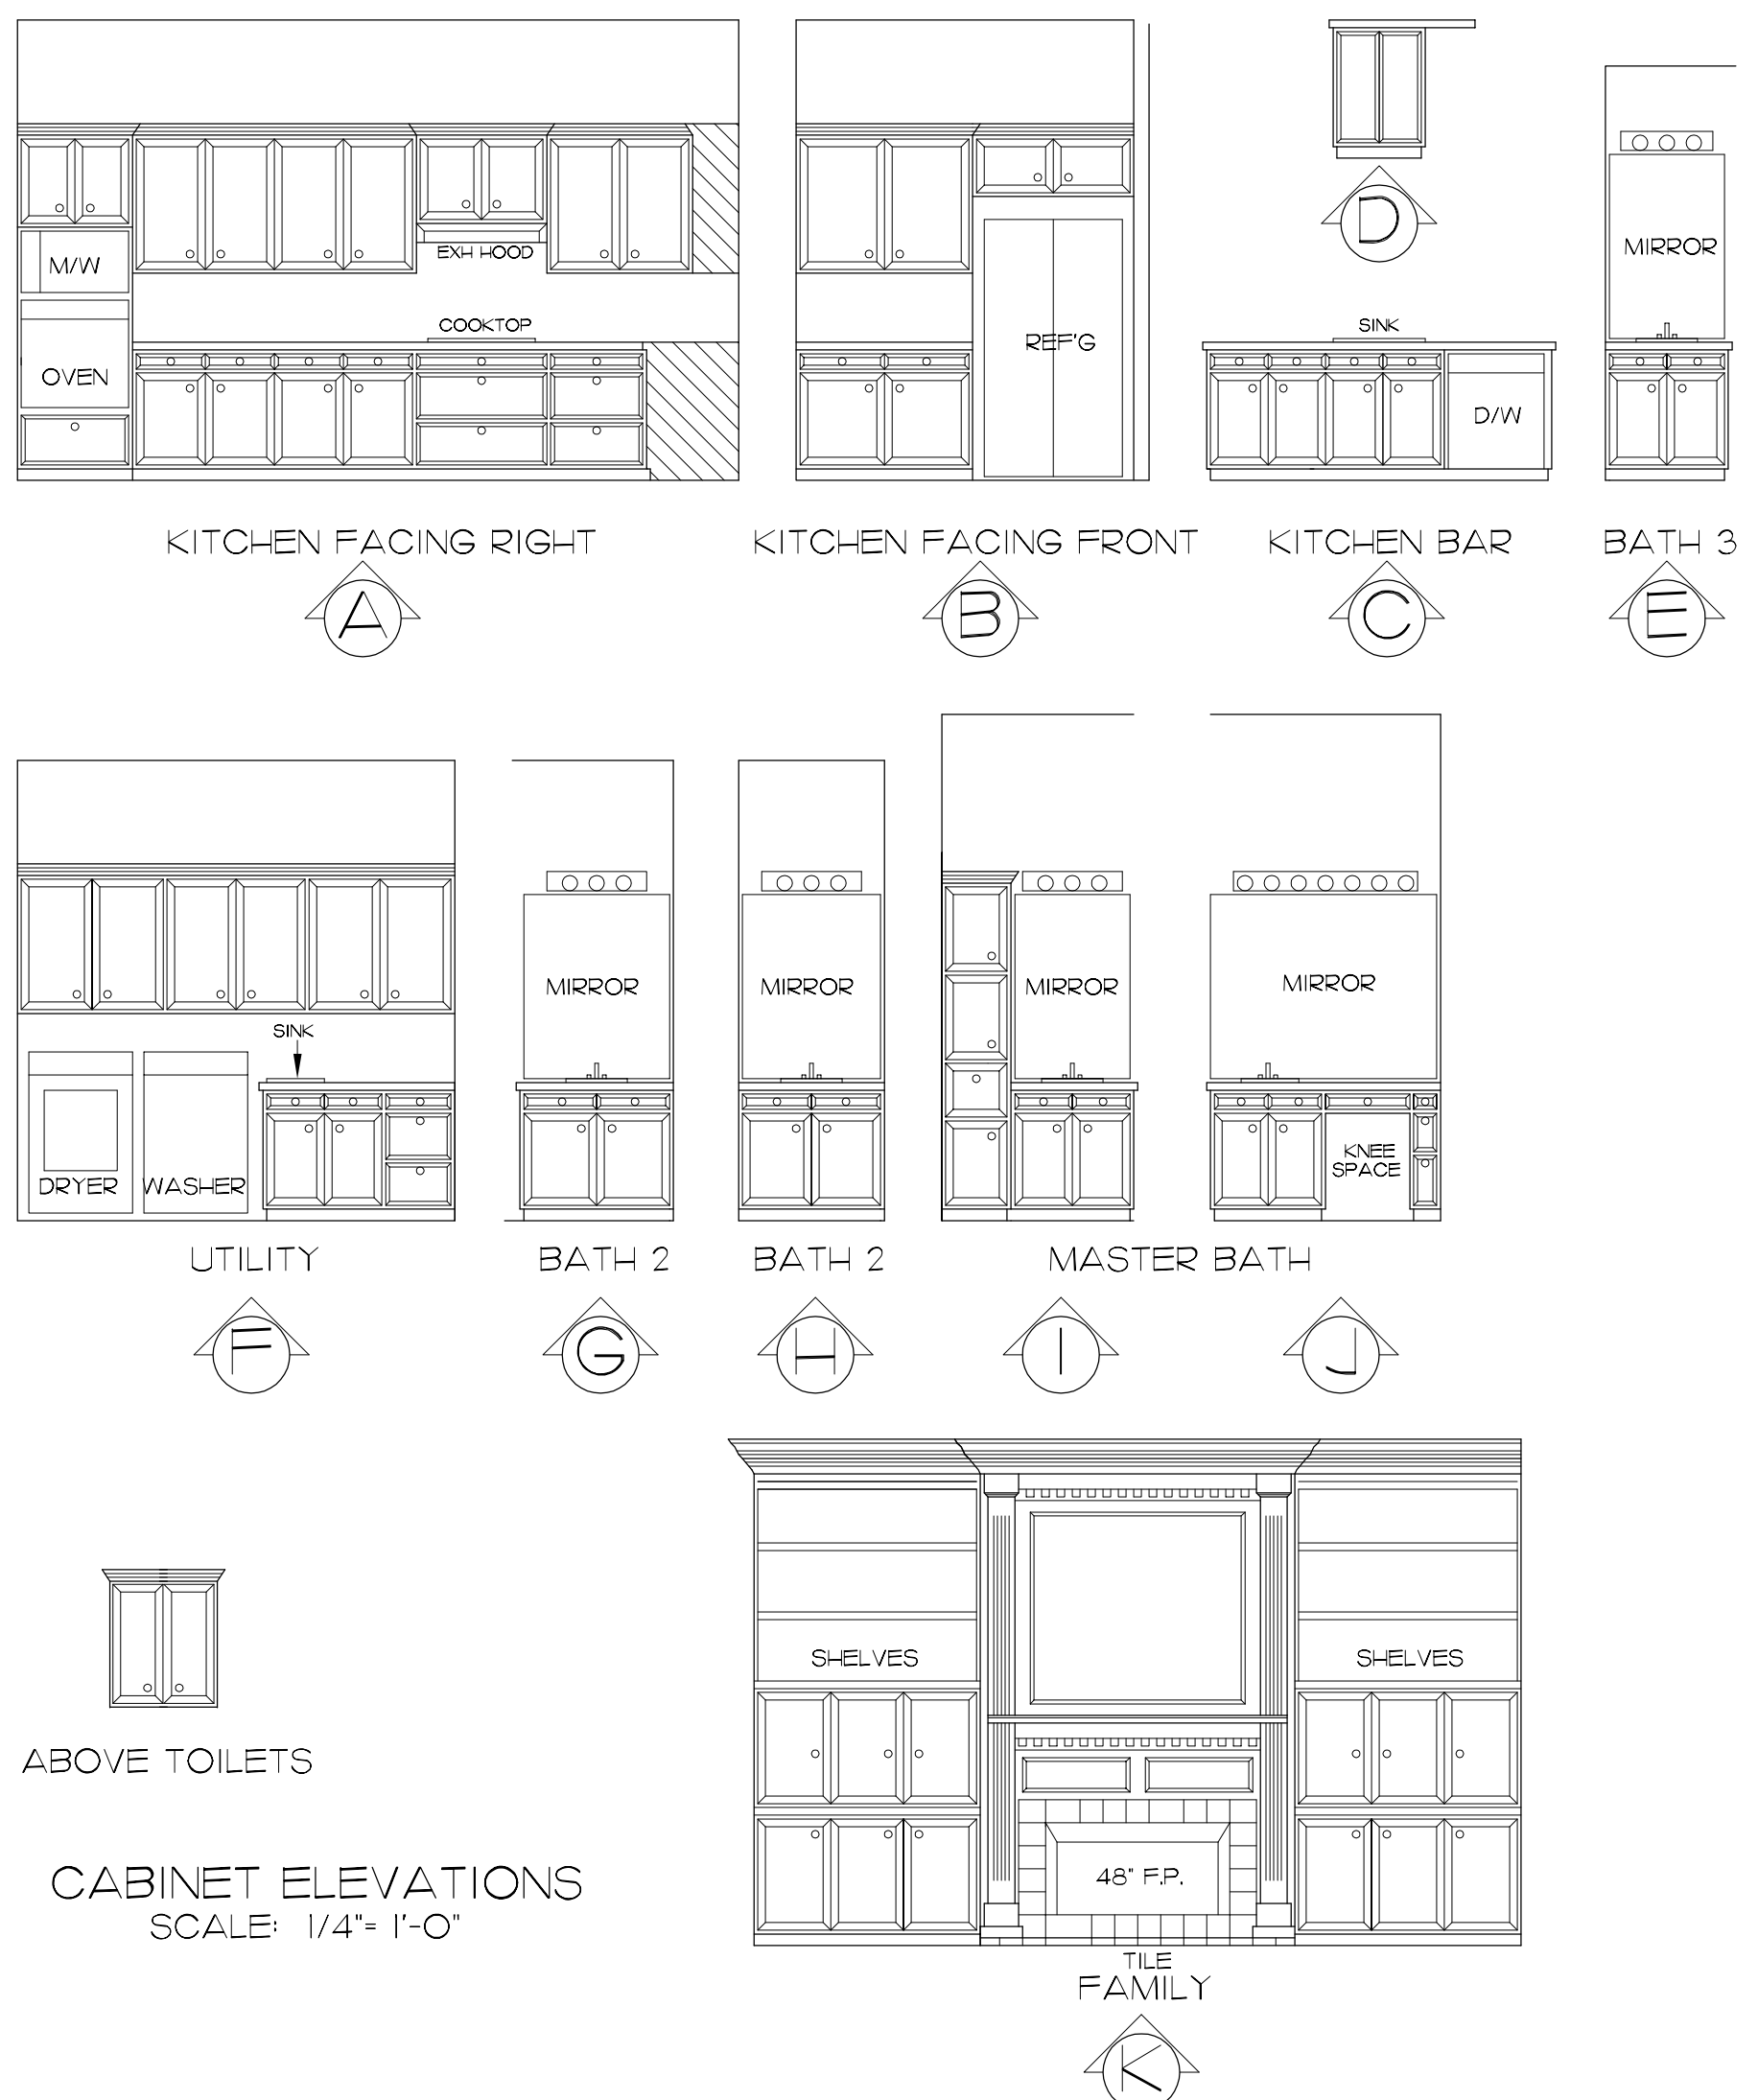 D
MIRROR
EXH HOOD
M/W
COOKTOP
SINK
REF'G
OVEN
D/W
KITCHEN FACING RIGHT
KITCHEN FACING FRONT
KITCHEN BAR
BATH 3
A
B
C
E
MIRROR
MIRROR
MIRROR
MIRROR
SINK
KNEE
SPACE
DRYER
WASHER
UTILITY
BATH 2
BATH 2
MASTER BATH
F
G
H
I
J
SHELVES
SHELVES
ABOVE TOILETS
48" F.P.
CABINET ELEVATIONS
SCALE: 1/4"= 1'-0"
TILE
FAMILY
K